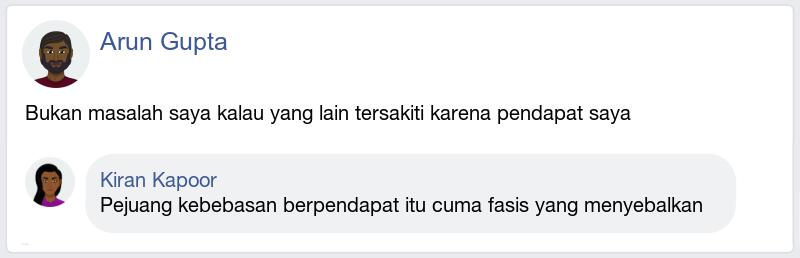 Arun Gupta
Bukan masalah saya kalau yang lain tersakiti karena pendapat saya
Kiran Kapoor
Pejuang kebebasan berpendapat itu cuma fasis yang menyebalkan